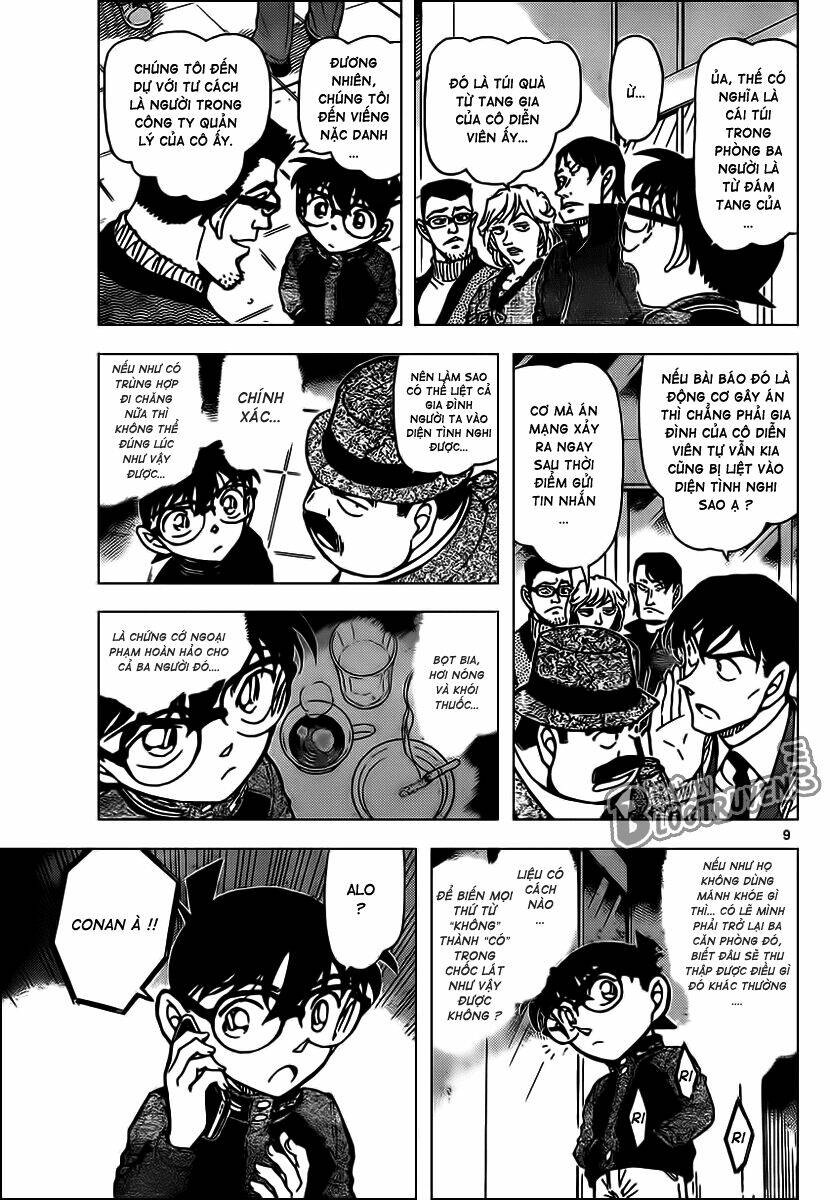 ỦA, THẾ CÓ
NGHĨA LÀ
CÁI TÚI
TRONG
PHÒNG BA
NGƯỜI LÀ
TỪ ĐÁM
TANG CỦA
...
Ừ...
ĐÓ LÀ TÚI QUÀ
TỪ TANG GIA
CỦA CÔ DIỄN
VIÊN ẤY...
ĐƯƠNG
NHIÊN,
CHÚNG TÔI
ĐẾN VIẾNG
NẶC DANH
...
CHÚNG TÔI ĐẾN
DỰ VỚI TƯ CÁCH
LÀ NGƯỜI TRONG
CÔNG TY QUẢN
LÝ CỦA CÔ ẤY.
NẾU BÀI BÁO ĐÓ LÀ
ĐỘNG CƠ GÂY ÁN
THÌ CHẲNG PHẢI GIA
ĐÌNH CỦA CÔ DIỄN
VIÊN TỰ VẪN KIA
CŨNG BỊ LIỆT VÀO
DIỆN TÌNH NGHI
SAO Ạ ?
CƠ MÀ ÁN
MẠNG XẢY
RA NGAY
SAU THỜI
ĐIỂM GỬI
TIN NHẮN
...
NÊN LÀM SAO
CÓ THỂ LIỆT CẢ
GIA ĐÌNH
NGƯỜI TA VÀO
DIỆN TÌNH NGHI
ĐƯỢC...
CHÍNH
XÁC...
NẾU NHƯ CÓ
TRÙNG HỢP
ĐI CHĂNG
NỮA THÌ
KHÔNG THỂ
ĐÚNG LÚC
NHƯ VẬY
ĐƯỢC...
BỌT BIA,
HƠI NÓNG
VÀ KHÓI
THUỐC...
LÀ CHỨNG CỚ NGOẠI
PHẠM HOÀN HẢO CHO
CẢ BA NGƯỜI ĐÓ....
BLOGTRUYEN
9
NẾU NHƯ HỌ
KHÔNG DÙNG
MÁNH KHÓE GÌ
THÌ... CÓ LẼ MÌNH
PHẢI TRỞ LẠI BA
CĂN PHÒNG ĐÓ,
BIẾT ĐÂU SẼ THU
THẬP ĐƯỢC ĐIỀU GÌ
ĐÓ KHÁC THƯỜNG
....
LIỆU CÓ
CÁCH
NÀO
...
ĐỂ BIẾN MỌI
THỨ TỪ
"KHÔNG"
THÀNH "CÓ"
TRONG
CHỐC LÁT
NHƯ VẬY
ĐƯỢC
KHÔNG ?
RI
RI
RI
ALO
?
CONAN À !!